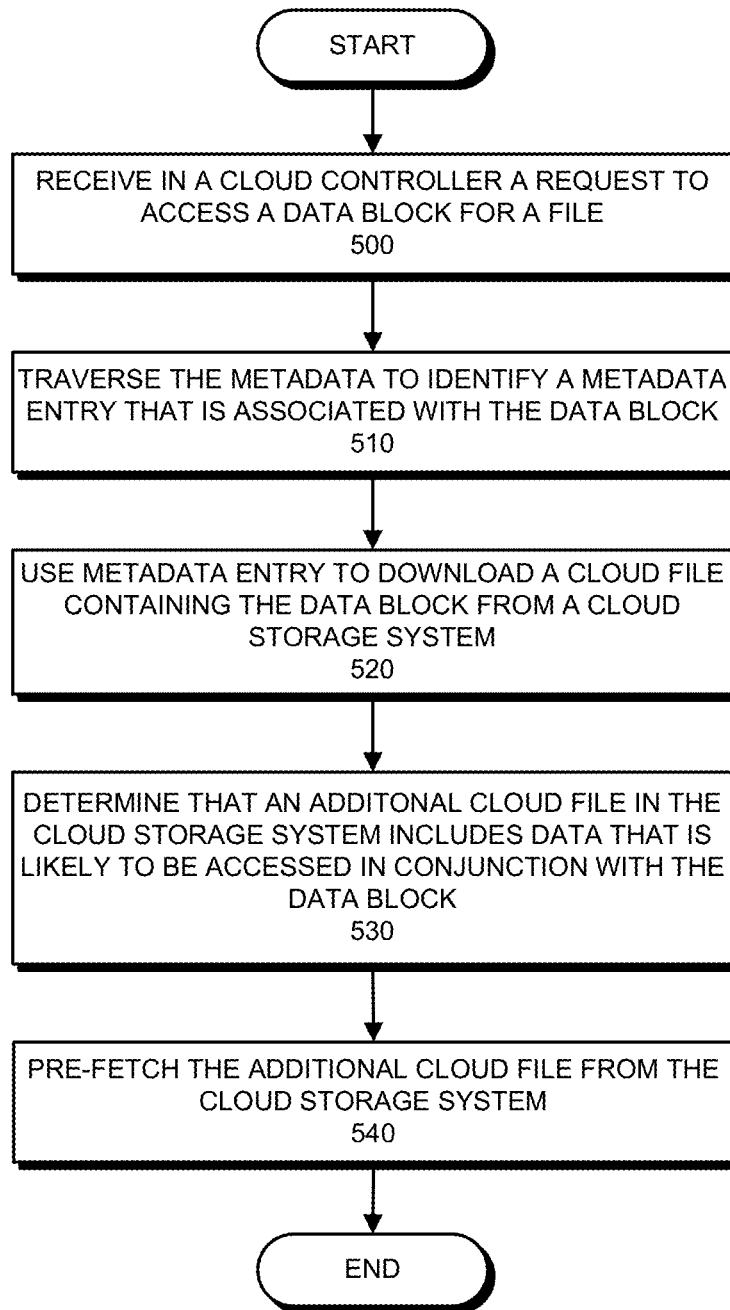 START
RECEIVE IN A CLOUD CONTROLLER A REQUEST TO
ACCESS A DATA BLOCK FOR A FILE
500
TRAVERSE THE METADATA TO IDENTIFY A METADATA
ENTRY THAT IS ASSOCIATED WITH THE DATA BLOCK
510
USE METADATA ENTRY TO DOWNLOAD A CLOUD FILE
CONTAINING THE DATA BLOCK FROM A CLOUD
STORAGE SYSTEM
520
DETERMINE THAT AN ADDITONAL CLOUD FILE IN THE
CLOUD STORAGE SYSTEM INCLUDES DATA THAT IS
LIKELY TO BE ACCESSED IN CONJUNCTION WITH THE
DATA BLOCK
530
PRE-FETCH THE ADDITIONAL CLOUD FILE FROM THE
CLOUD STORAGE SYSTEM
540
END